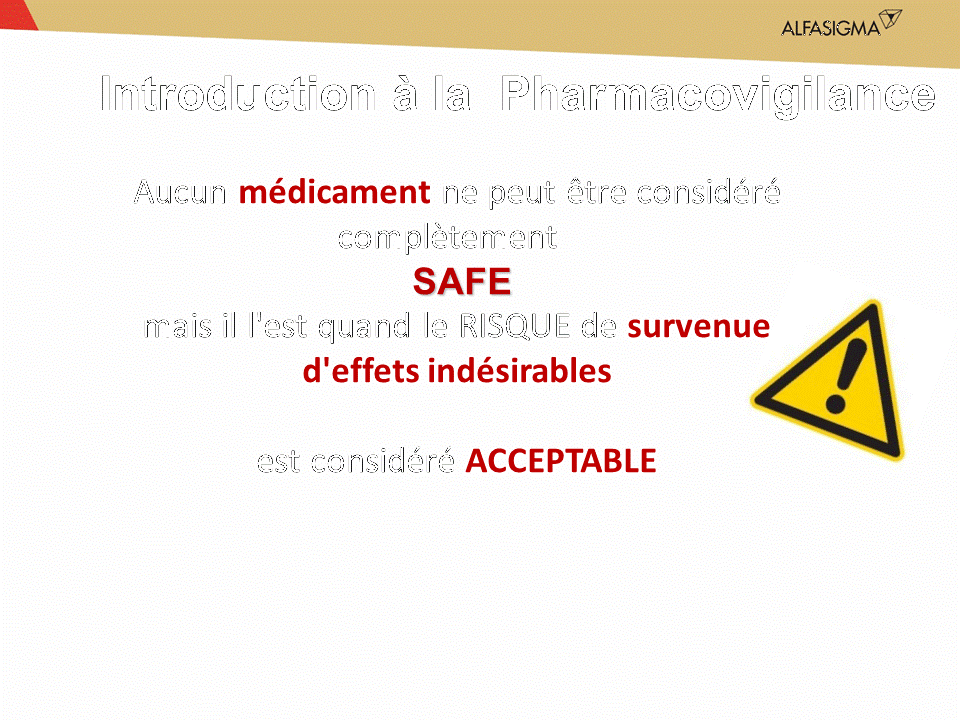 ALFASIGMA
Introduction à la Pharmacovigilance
Aucun médicament ne peut être considéré
complètement
SAFE
mais il l'est quand le RISQUE de survenue
d'effets indésirables
est considéré ACCEPTABLE